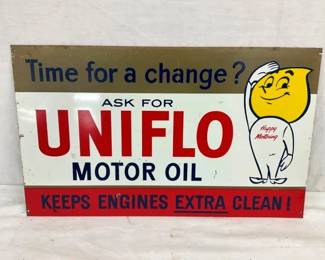 Time for a change?
ASK FOR
UNIFLO
MOTOR OIL
Happy
Motoring
KEEPS ENGINES EXTRA CLEAN!